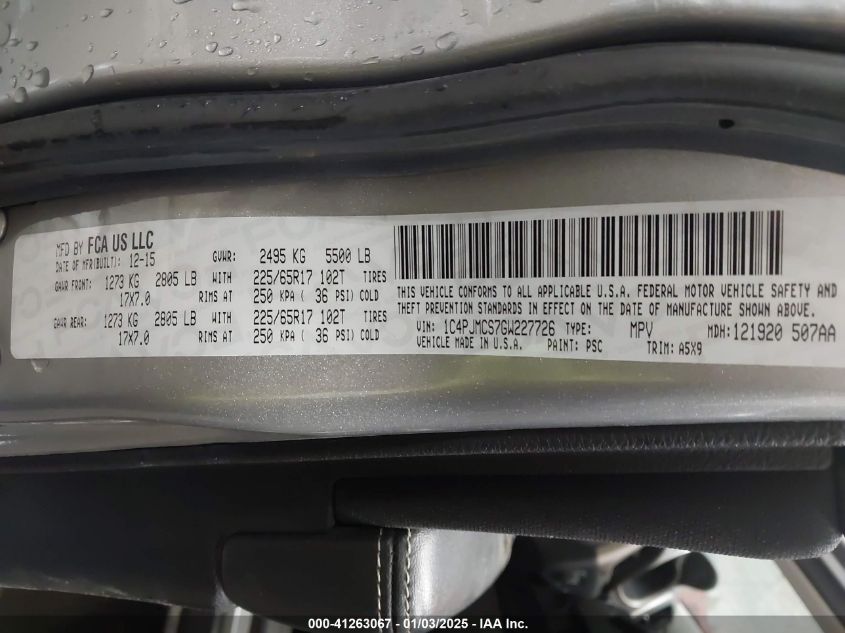 MFD BY FCA US LLC
DATE OF MFR(BUILT): 12-15
GVWR: 2495 KG 5500 LB
GAWR FRONT: 1273 KG 2805 LB WITH 225/65R17 102T TIRES
17X7.0 RIMS AT 250 KPA ( 36 PSI) COLD
GAWR REAR: 1273 KG 2805 LB WITH 225/65R17 102T TIRES
17X7.0 RIMS AT 250 KPA ( 36 PSI) COLD
THIS VEHICLE CONFORMS TO ALL APPLICABLE U.S.A. FEDERAL MOTOR VEHICLE SAFETY AND
THEFT PREVENTION STANDARDS IN EFFECT ON THE DATE OF MANUFACTURE SHOWN ABOVE.
VIN: 1C4PJMCS7GW227726 TYPE: MPV MDH: 121920 507AA
VEHICLE MADE IN U.S.A. PAINT: PSC TRIM: A5X9
000-41263067 - 01/03/2025 - IAA Inc.